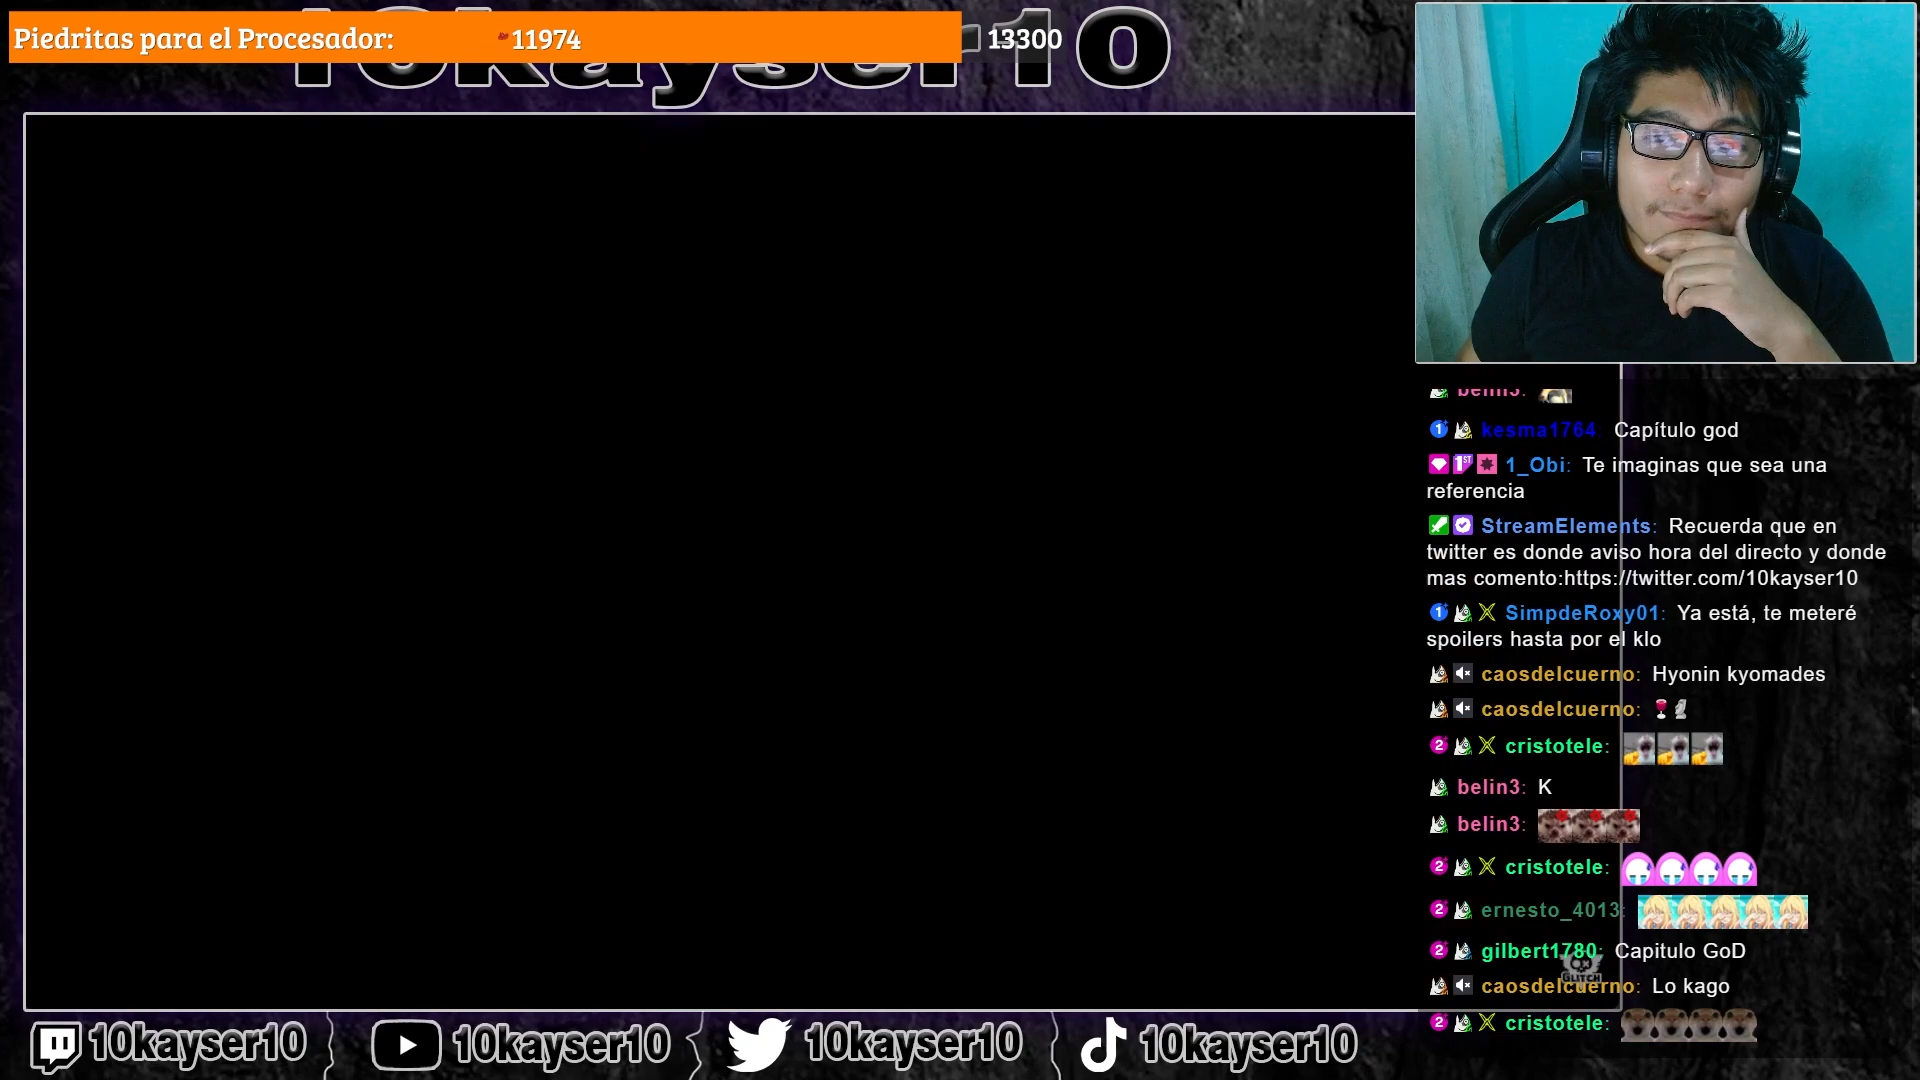 10kayser10
Piedritas para el Procesador: 11974 13300
belin3:
kesma1764: Capítulo god
1_Obi: Te imaginas que sea una
referencia
StreamElements: Recuerda que en
twitter es donde aviso hora del directo y donde
mas comento:https://twitter.com/10kayser10
SimpdeRoxy01: Ya está, te meteré
spoilers hasta por el klo
caosdelcuerno: Hyonin kyomades
caosdelcuerno:
cristotele:
belin3: K
belin3:
cristotele:
ernesto_4013:
gilbert1780: Capitulo GoD
GLITCH
caosdelcuerno: Lo kago
cristotele:
10kayser10 10kayser10 10kayser10 10kayser10